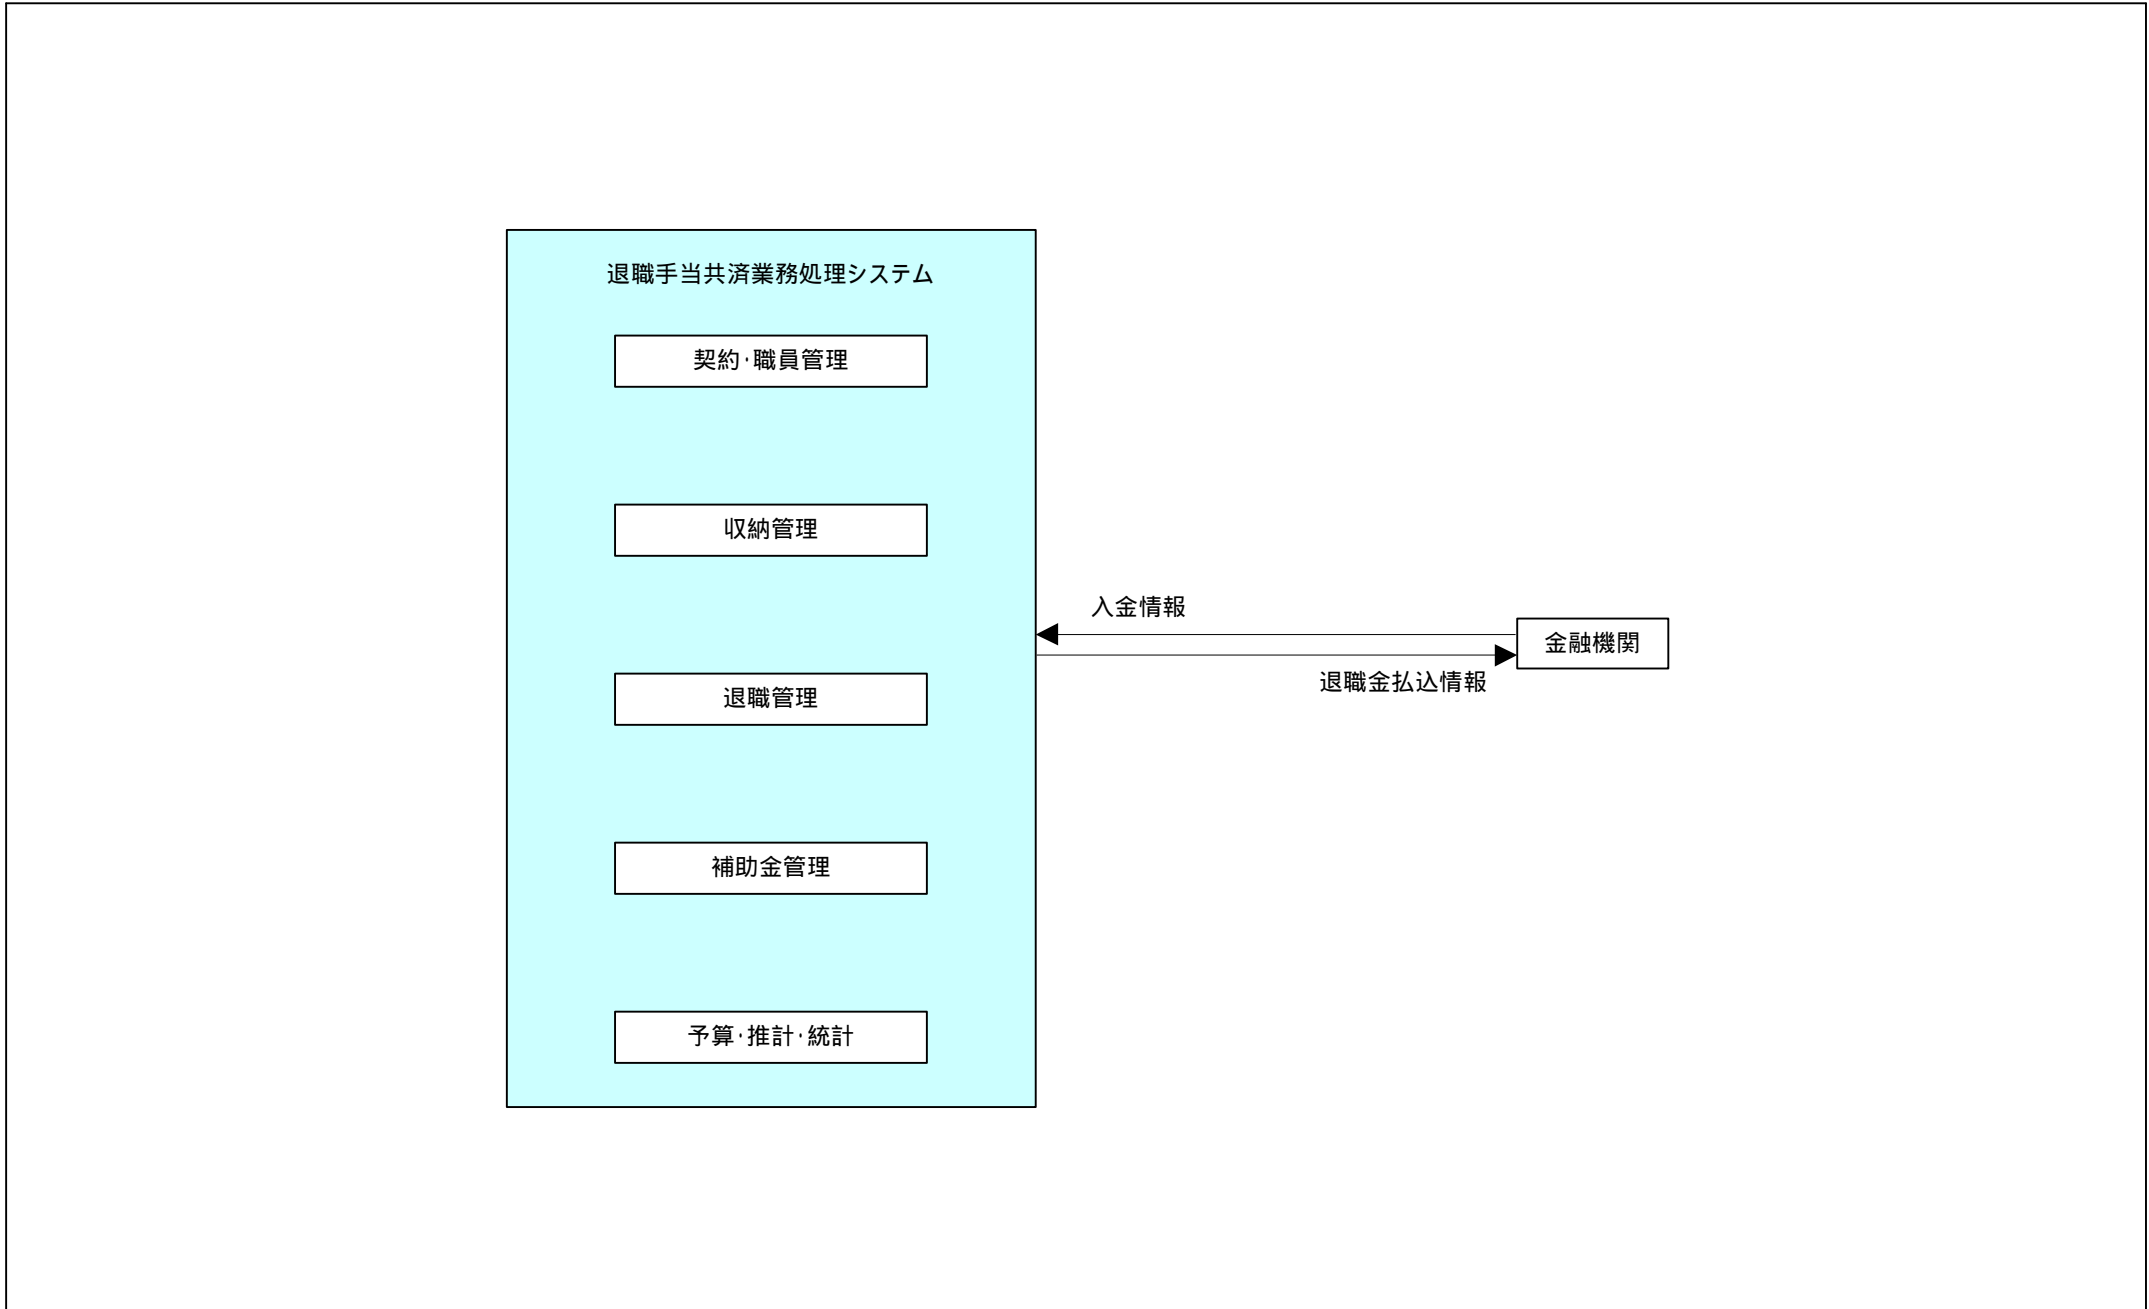 退職手当共済業務処理システム
契約・職員管理
収納管理
入金情報
金融機関
退職金払込情報
退職管理
補助金管理
予算・推計・統計